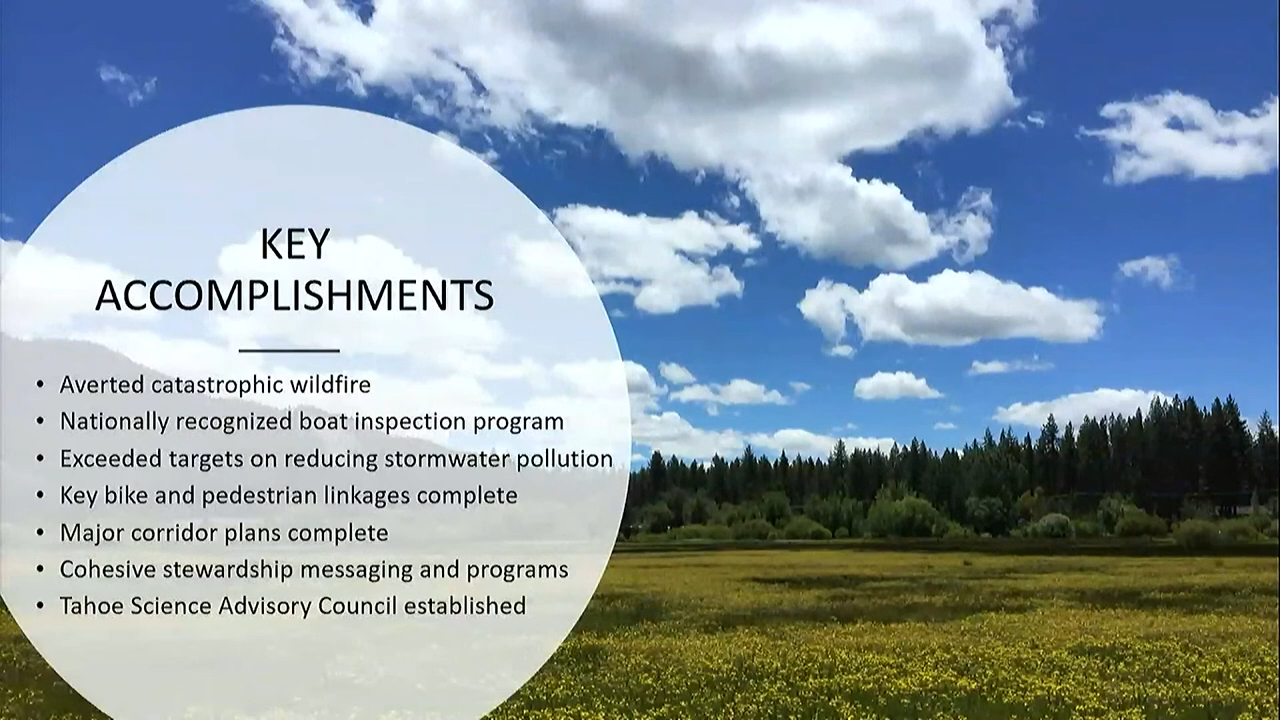 KEY
ACCOMPLISHMENTS
• Averted catastrophic wildfire
• Nationally recognized boat inspection program
• Exceeded targets on reducing stormwater pollution
• Key bike and pedestrian linkages complete
• Major corridor plans complete
• Cohesive stewardship messaging and programs
• Tahoe Science Advisory Council established